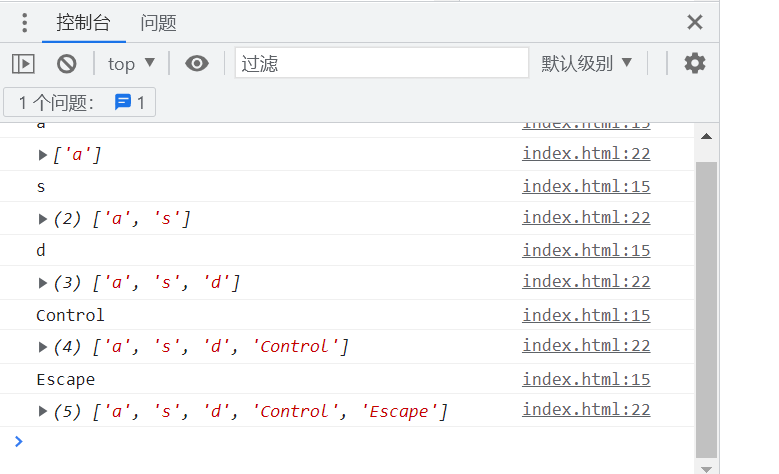 控制台 问题
top 过滤 默认级别
1 个问题： 1
a index.html:15
['a'] index.html:22
s index.html:15
(2) ['a', 's'] index.html:22
d index.html:15
(3) ['a', 's', 'd'] index.html:22
Control index.html:15
(4) ['a', 's', 'd', 'Control'] index.html:22
Escape index.html:15
(5) ['a', 's', 'd', 'Control', 'Escape'] index.html:22